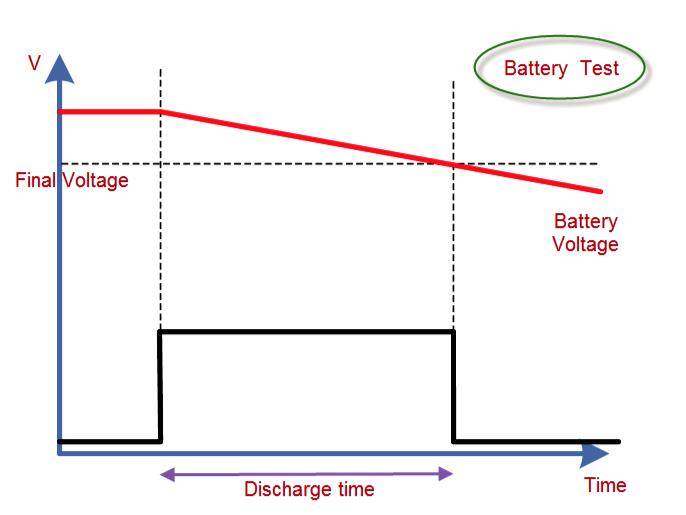 V
Battery Test
Final Voltage
Battery
Voltage
Discharge time
Time